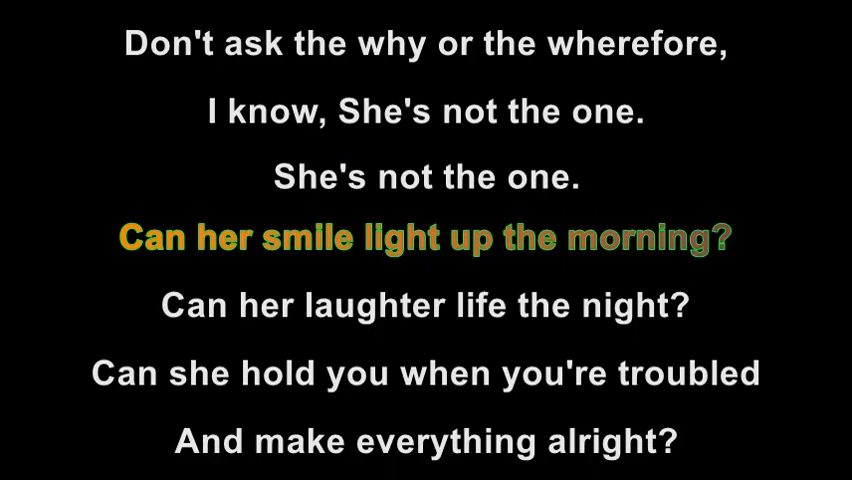 Don't ask the why or the wherefore,
I know, She's not the one.
She's not the one.
Can her smile light up the morning?
Can her laughter life the night?
Can she hold you when you're troubled
And make everything alright?